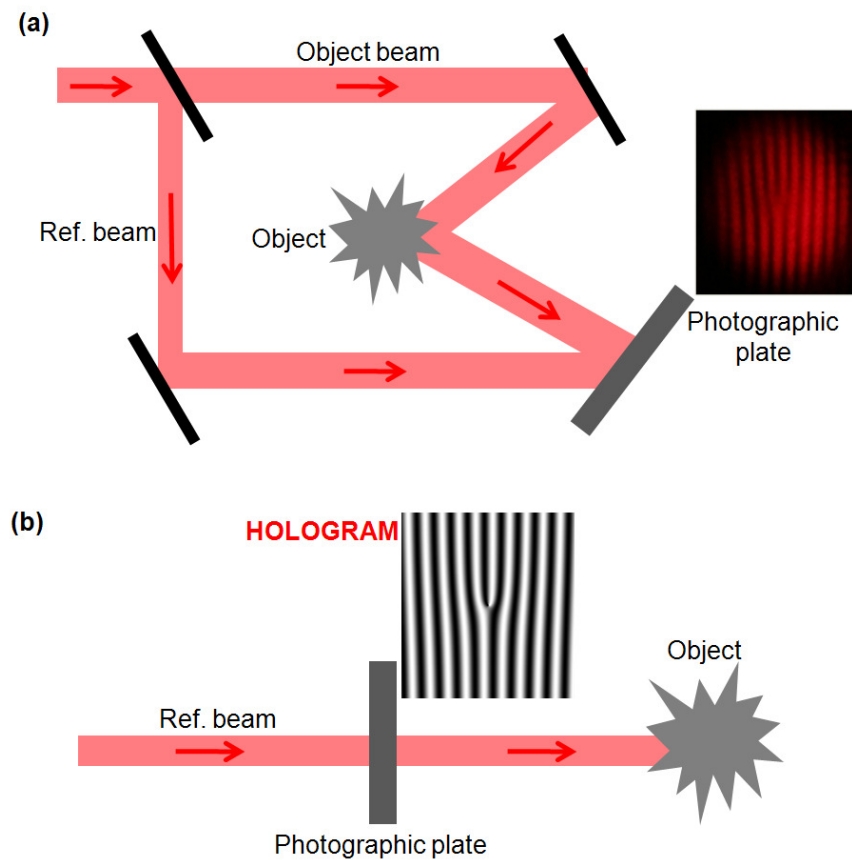 (a)
Object beam
Ref. beam
Object
Photographic
plate
(b)
HOLOGRAM
Object
Ref. beam
Photographic plate